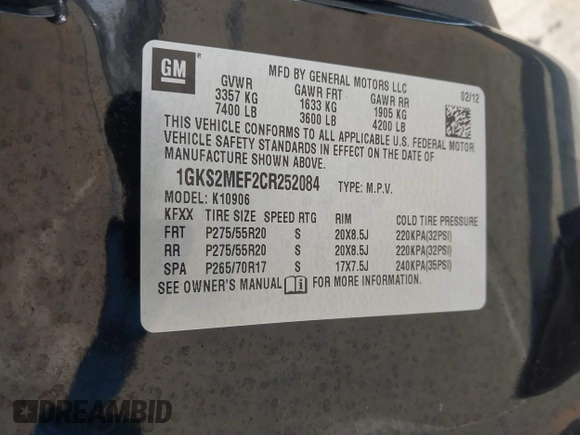 GM
MFD BY GENERAL MOTORS LLC
02/12
GVWR GAWR FRT GAWR RR
3357 KG 1633 KG 1905 KG
7400 LB 3600 LB 4200 LB
THIS VEHICLE CONFORMS TO ALL APPLICABLE U.S. FEDERAL MOTOR
VEHICLE SAFETY STANDARDS IN EFFECT ON THE DATE OF
MANUFACTURE SHOWN ABOVE.
1GKS2MEF2CR252084 TYPE: M.P.V.
MODEL: K10906
KFXX TIRE SIZE SPEED RTG RIM COLD TIRE PRESSURE
FRT P275/55R20 S 20X8.5J 220KPA(32PSI)
RR P275/55R20 S 20X8.5J 220KPA(32PSI)
SPA P265/70R17 S 17X7.5J 240KPA(35PSI)
SEE OWNER'S MANUAL FOR MORE INFORMATION.
DREAMBID